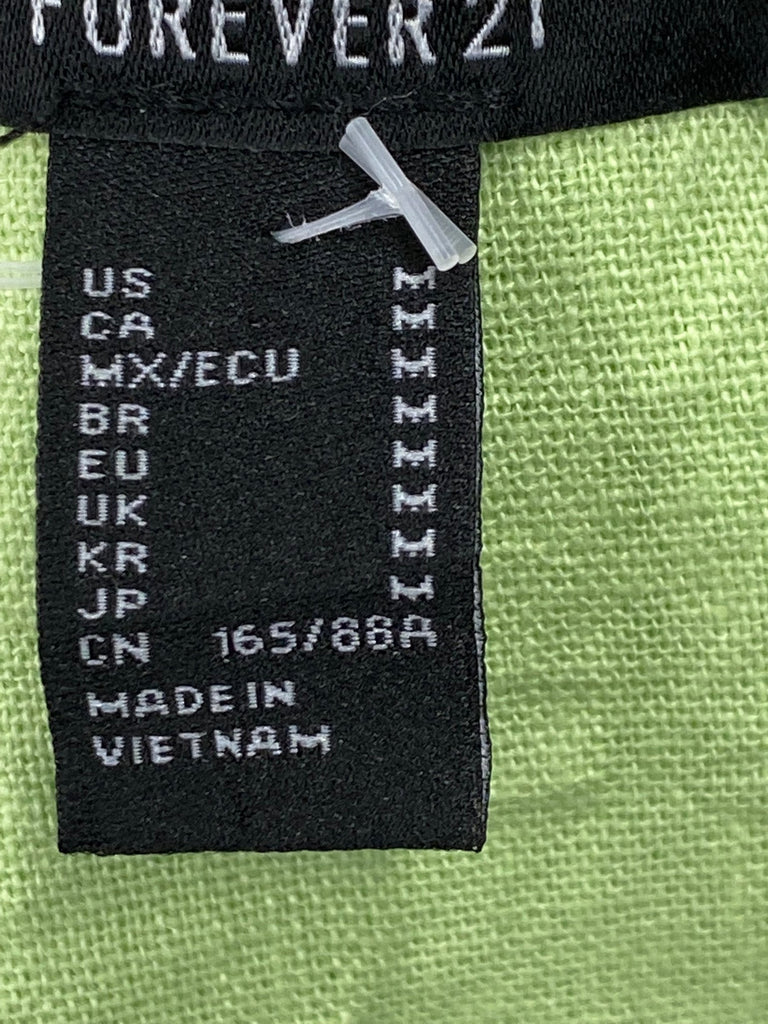 FOREVER 21
US M
CA M
MX/ECU M
BR M
EU M
UK M
KR M
JP M
CN 165/88A
MADE IN
VIETNAM